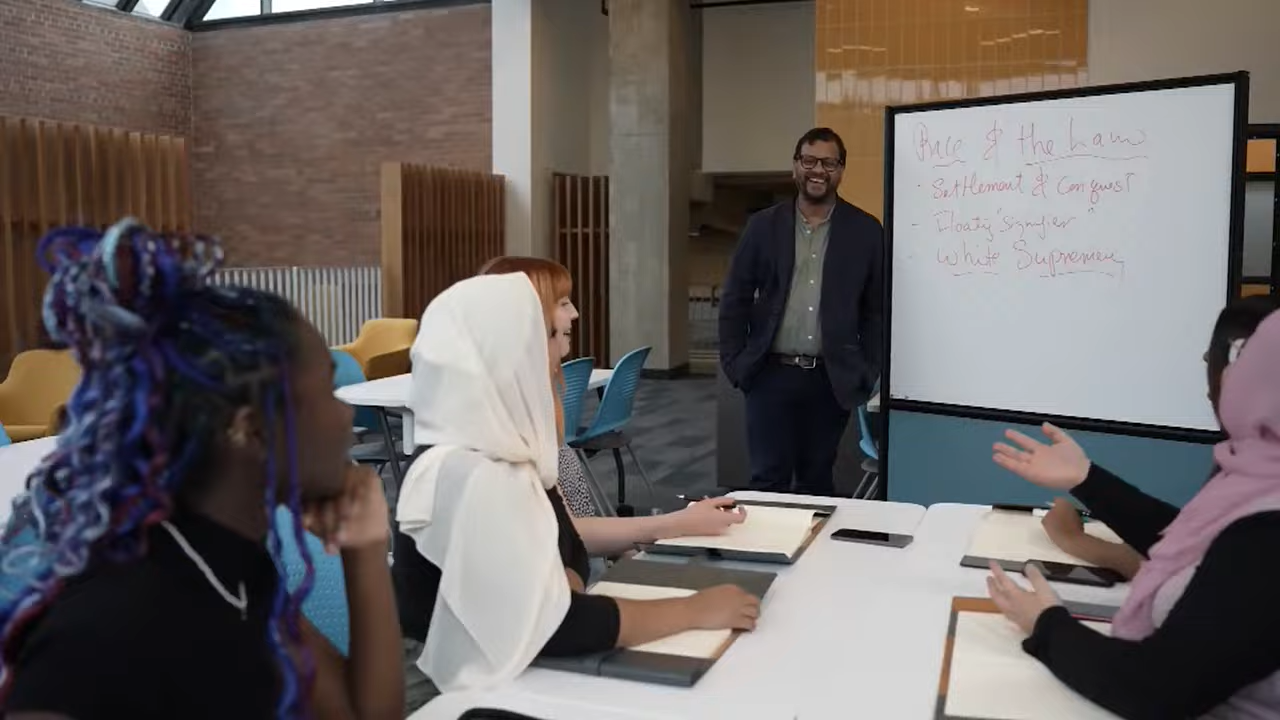 Race & the Law
· Settlement & Conquest
- Floaty "signifier"
· White Supremacy